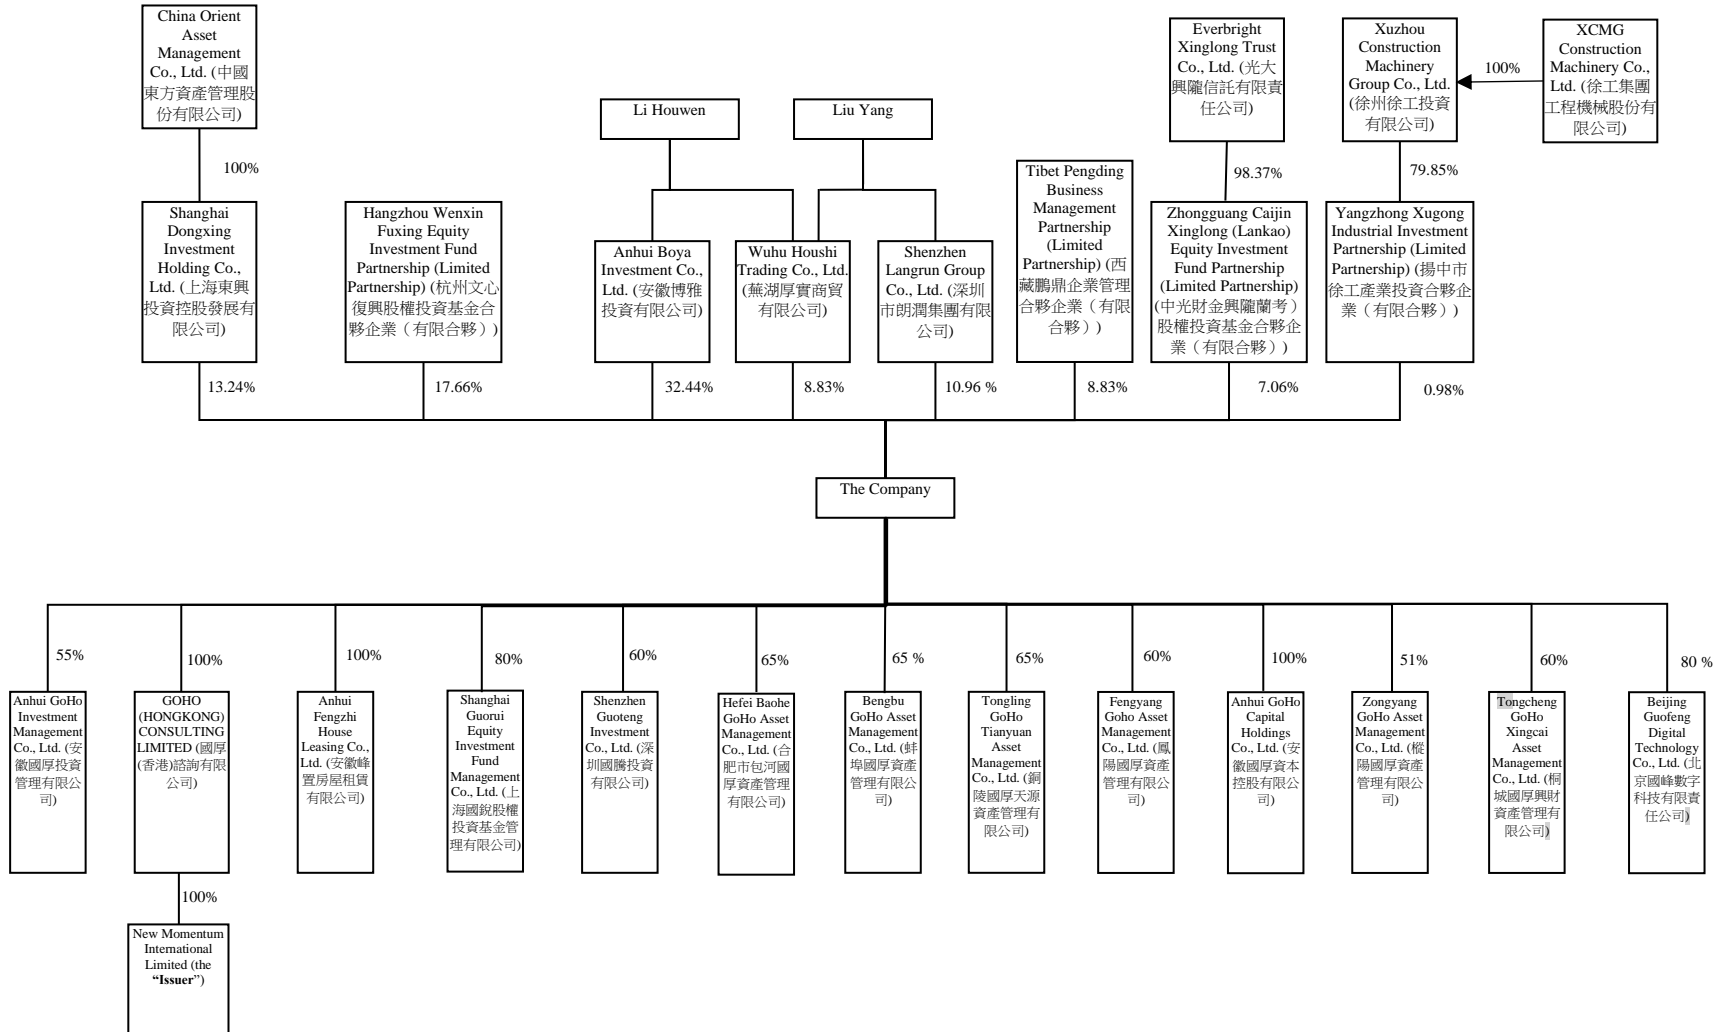 China Orient
Asset
Management
Co., Ltd. (中國
東方資產管理股
份有限公司)
Li Houwen
Liu Yang
Everbright
Xinglong Trust
Co., Ltd. (光大
興隴信託有限責
任公司)
Xuzhou
Construction
Machinery
Group Co., Ltd.
(徐州徐工投資
有限公司)
100%
XCMG
Construction
Machinery Co.,
Ltd. (徐工集團
工程機械股份有
限公司)
100%
98.37%
79.85%
Shanghai
Dongxing
Investment
Holding Co.,
Ltd. (上海東興
投資控股發展有
限公司)
Hangzhou Wenxin
Fuxing Equity
Investment Fund
Partnership (Limited
Partnership) (杭州文心
復興股權投資基金合
夥企業（有限合夥）)
Anhui Boya
Investment Co.,
Ltd. (安徽博雅
投資有限公司)
Wuhu Houshi
Trading Co., Ltd.
(蕪湖厚實商貿
有限公司)
Shenzhen
Langrun Group
Co., Ltd. (深圳
市朗潤集團有限
公司)
Tibet Pengding
Business
Management
Partnership
(Limited
Partnership) (西
藏鵬鼎企業管理
合夥企業（有限
合夥）)
Zhongguang Caijin
Xinglong (Lankao)
Equity Investment
Fund Partnership
(Limited Partnership)
(中光財金興隴蘭考）
股權投資基金合夥企
業（有限合夥）)
Yangzhong Xugong
Industrial Investment
Partnership (Limited
Partnership) (揚中市
徐工產業投資合夥企
業（有限合夥）)
13.24%
17.66%
32.44%
8.83%
10.96 %
8.83%
7.06%
0.98%
The Company
55%
100%
100%
80%
60%
65%
65 %
65%
60%
100%
51%
60%
80 %
Anhui GoHo
Investment
Management
Co., Ltd. (安
徽國厚投資
管理有限公
司)
GOHO
(HONGKONG)
CONSULTING
LIMITED (國厚
(香港)諮詢有限
公司)
Anhui
Fengzhi
House
Leasing Co.,
Ltd. (安徽峰
置房屋租賃
有限公司)
Shanghai
Guorui
Equity
Investment
Fund
Management
Co., Ltd. (上
海國銳股權
投資基金管
理有限公司)
Shenzhen
Guoteng
Investment
Co., Ltd. (深
圳國騰投資
有限公司)
Hefei Baohe
GoHo Asset
Management
Co., Ltd. (合
肥市包河國
厚資產管理
有限公司)
Bengbu
GoHo Asset
Management
Co., Ltd. (蚌
埠國厚資產
管理有限公
司)
Tongling
GoHo
Tianyuan
Asset
Management
Co., Ltd. (銅
陵國厚天源
資產管理有
限公司)
Fengyang
Goho Asset
Management
Co., Ltd. (鳳
陽國厚資產
管理有限公
司)
Anhui GoHo
Capital
Holdings
Co., Ltd. (安
徽國厚資本
控股有限公
司)
Zongyang
GoHo Asset
Management
Co., Ltd. (樅
陽國厚資產
管理有限公
司)
Tongcheng
GoHo
Xingcai
Asset
Management
Co., Ltd. (桐
城國厚興財
資產管理有
限公司)
Beijing
Guofeng
Digital
Technology
Co., Ltd. (北
京國峰數字
科技有限責
任公司)
100%
New Momentum
International
Limited (the
“Issuer”)